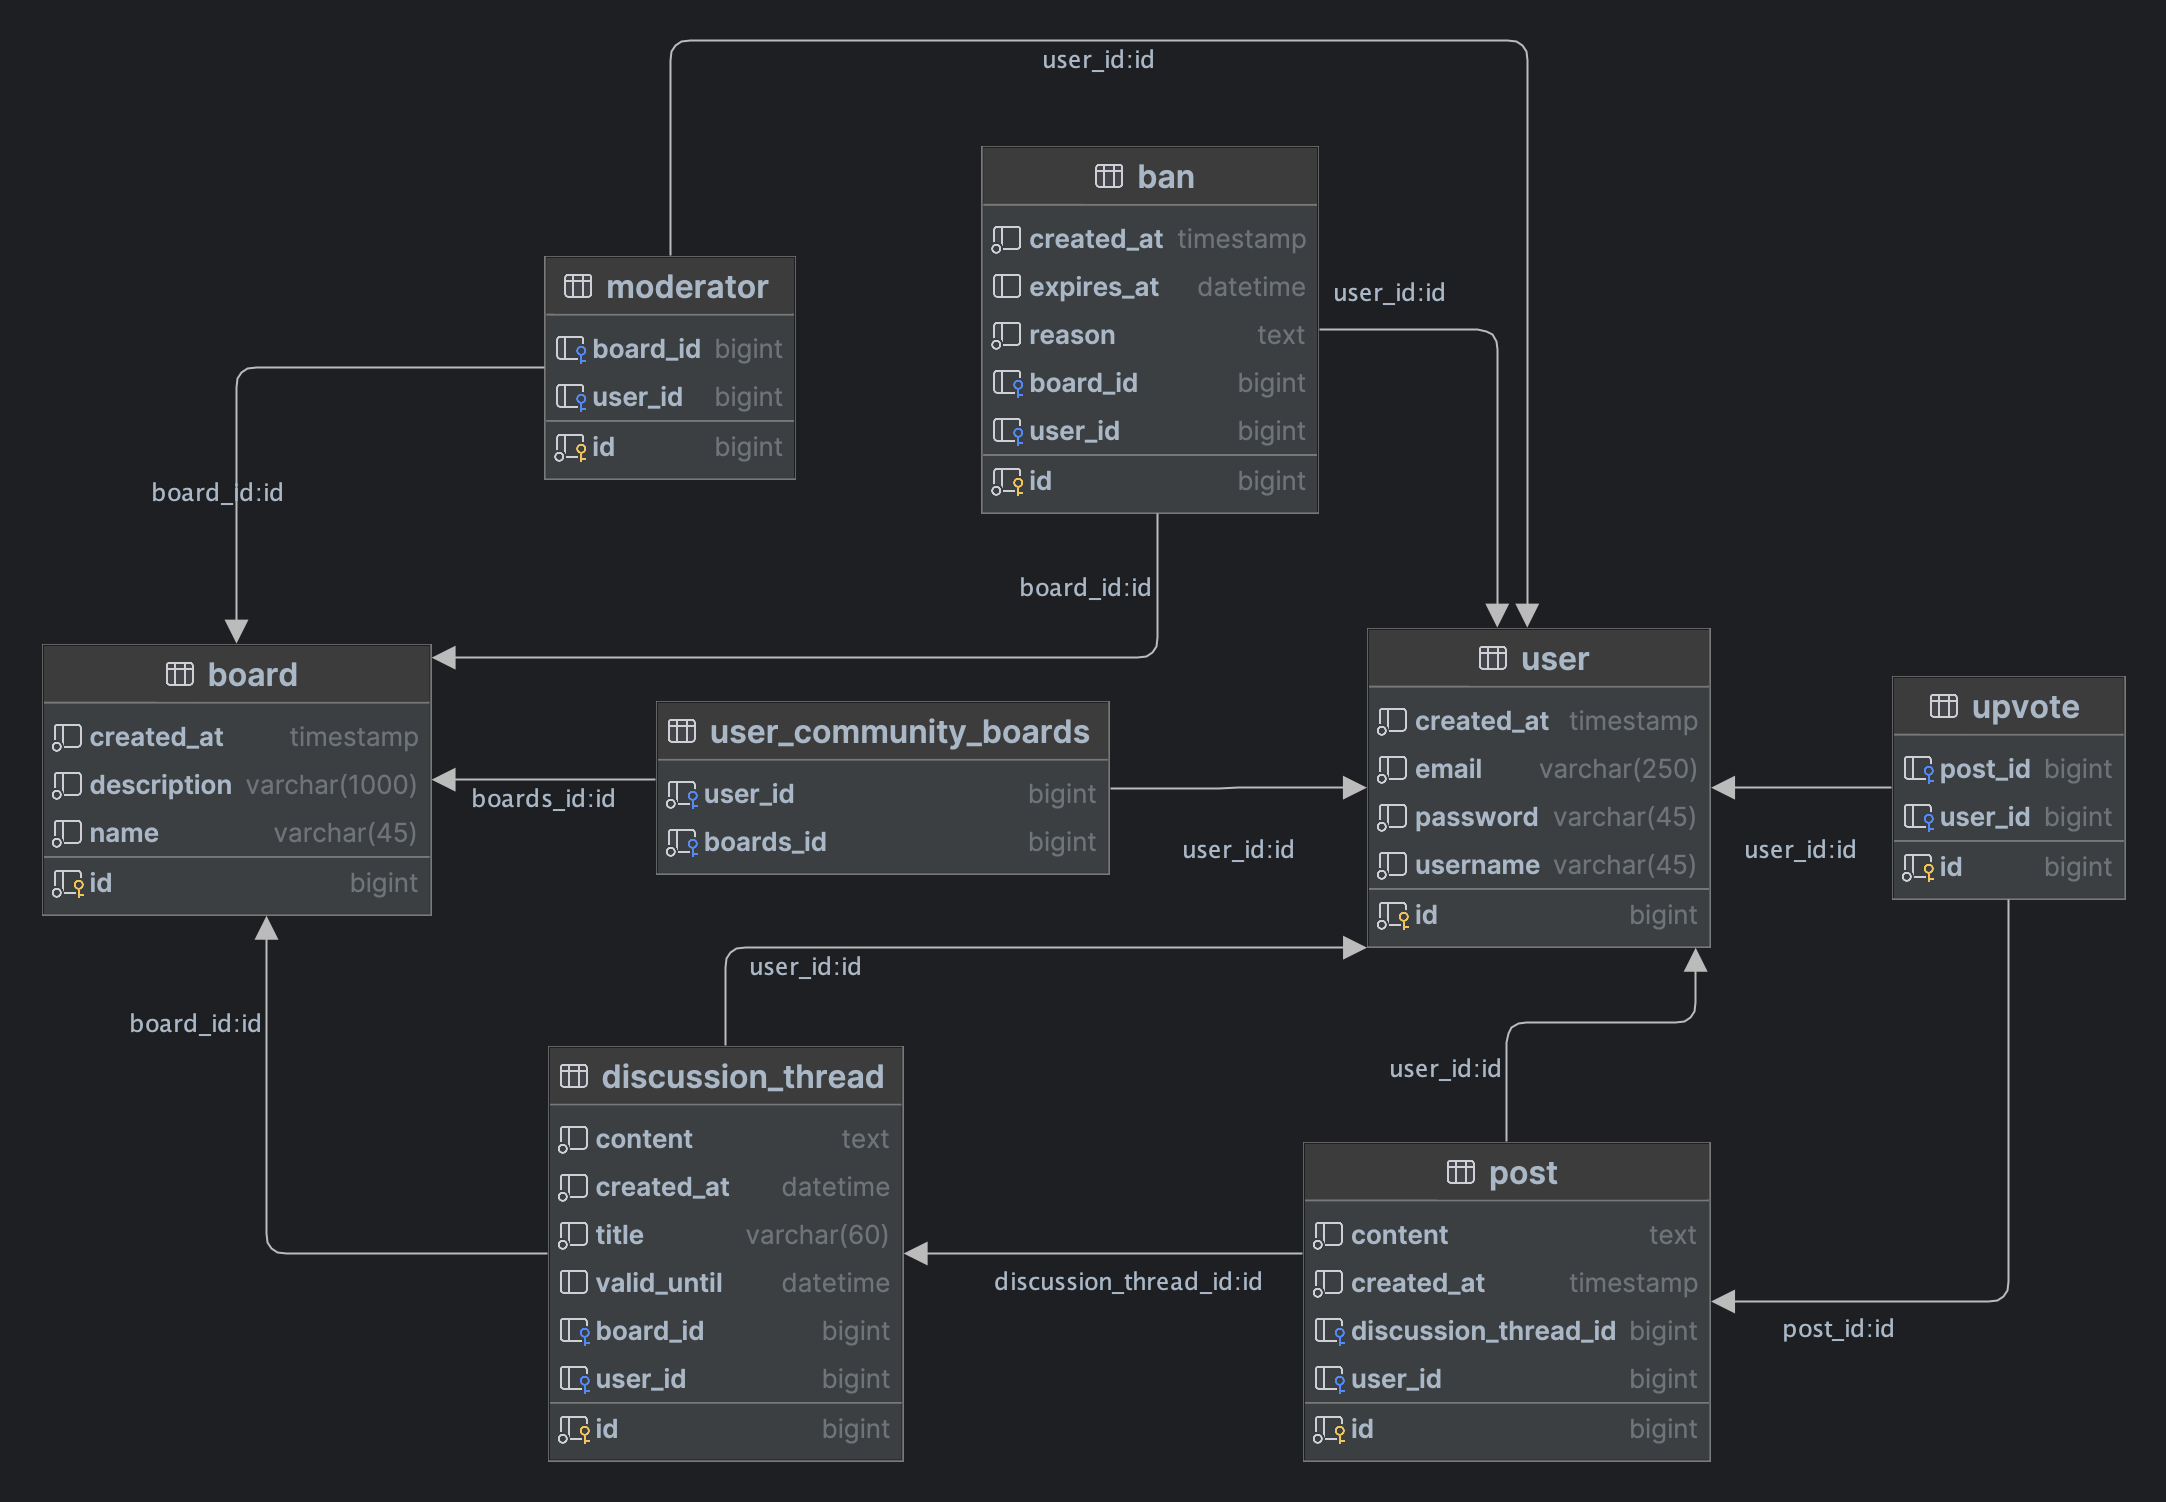 user_id:id
ban
created_at timestamp
expires_at datetime
reason text
board_id bigint
user_id bigint
id bigint
user_id:id
moderator
board_id bigint
user_id bigint
id bigint
board_id:id
board_id:id
board
created_at timestamp
description varchar(1000)
name varchar(45)
id bigint
user_community_boards
user_id bigint
boards_id bigint
boards_id:id
user_id:id
user
created_at timestamp
email varchar(250)
password varchar(45)
username varchar(45)
id bigint
upvote
post_id bigint
user_id bigint
id bigint
user_id:id
user_id:id
board_id:id
user_id:id
discussion_thread
content text
created_at datetime
title varchar(60)
valid_until datetime
board_id bigint
user_id bigint
id bigint
discussion_thread_id:id
post
content text
created_at timestamp
discussion_thread_id bigint
user_id bigint
id bigint
post_id:id